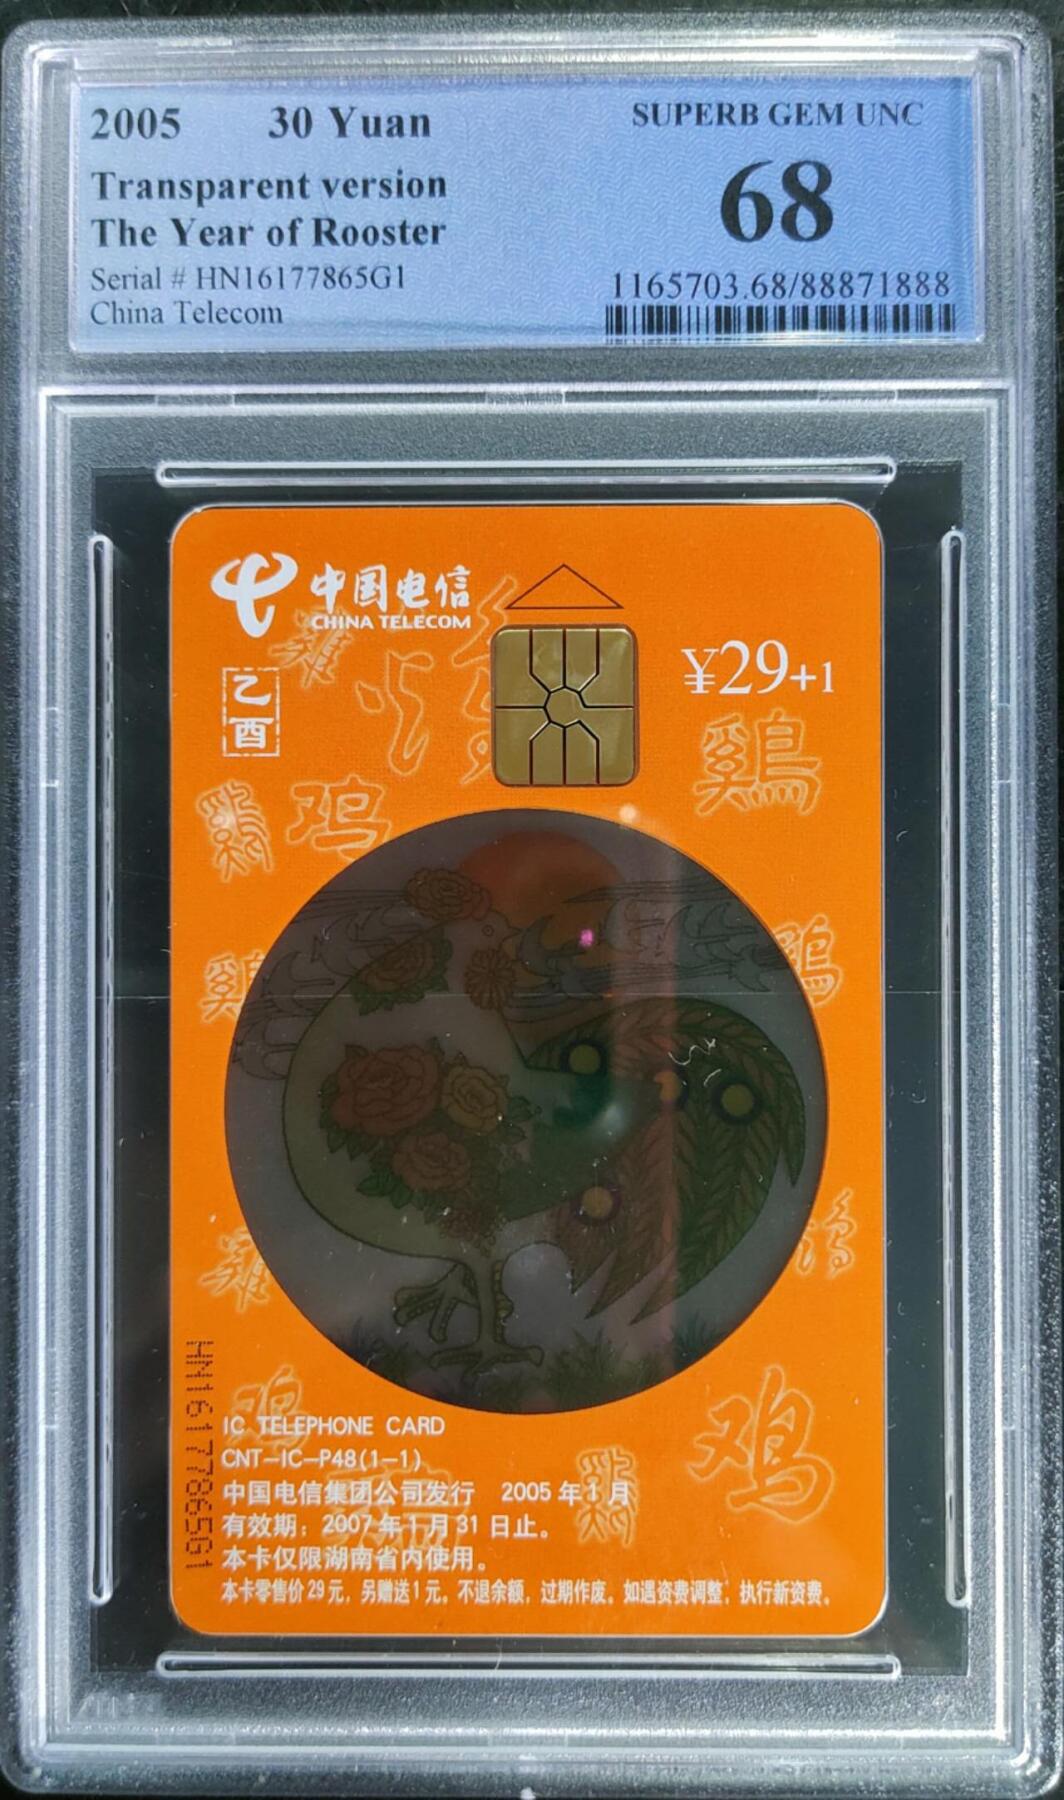 2005 30 Yuan
Transparent version
The Year of Rooster
Serial # HN16177865G1
China Telecom
SUPERB GEM UNC
68
1165703.68/88871888
中国电信
CHINA TELECOM
乙酉
¥29+1
鷄
鸡
鸡
HN16177865G1
IC TELEPHONE CARD
CNT-IC-P48(1-1)
中国电信集团公司发行 2005年1月
有效期：2007年1月31日止。
本卡仅限湖南省内使用。
本卡零售价29元，另赠送1元。不退余额，过期作废。如遇资费调整，执行新资费。